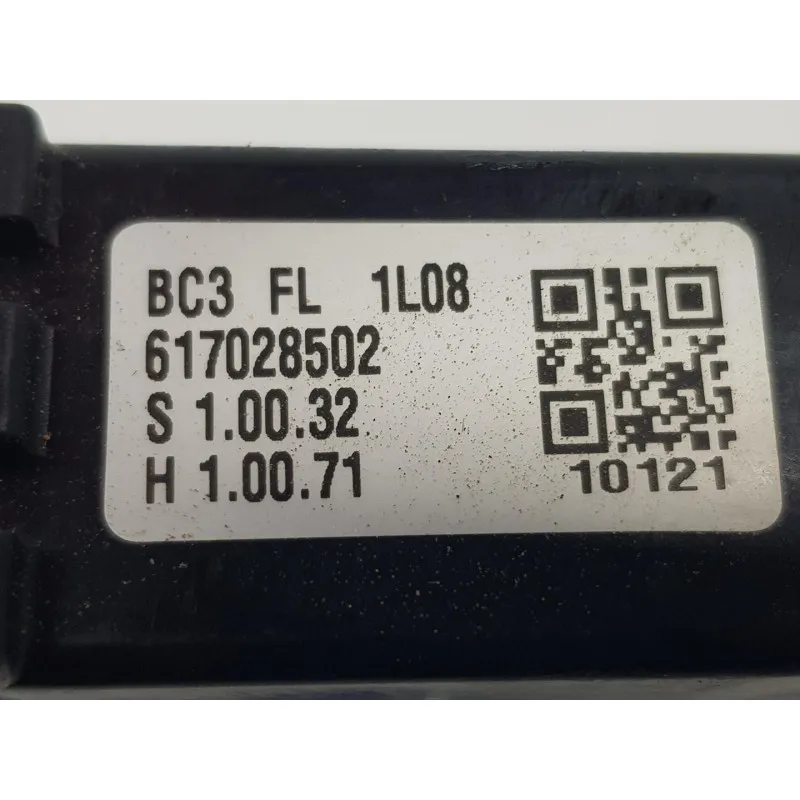 BC3 FL 1L08
617028502
S 1.00.32
H 1.00.71
10121